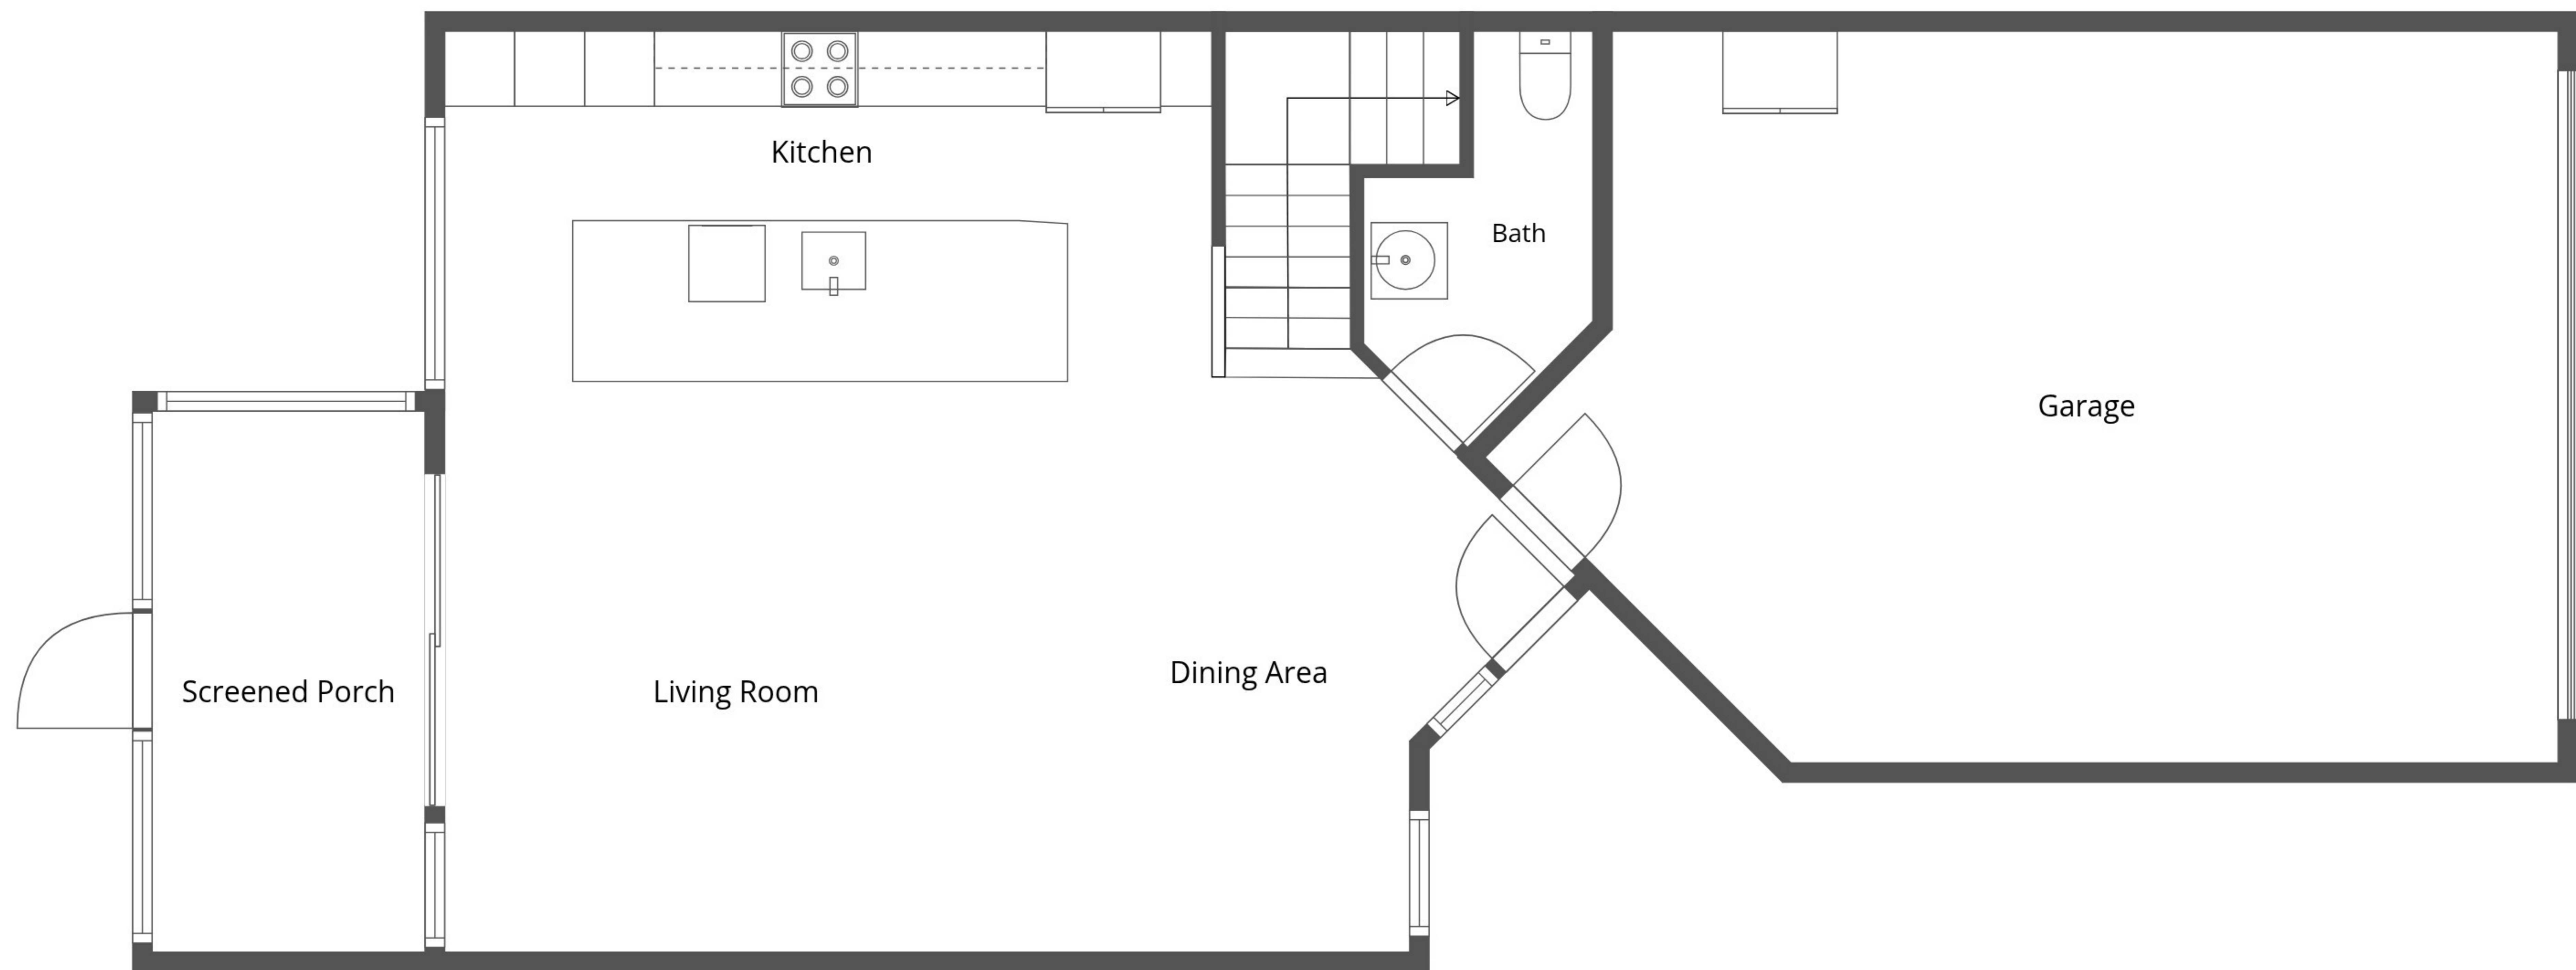 Kitchen
Bath
Garage
Dining Area
Screened Porch
Living Room